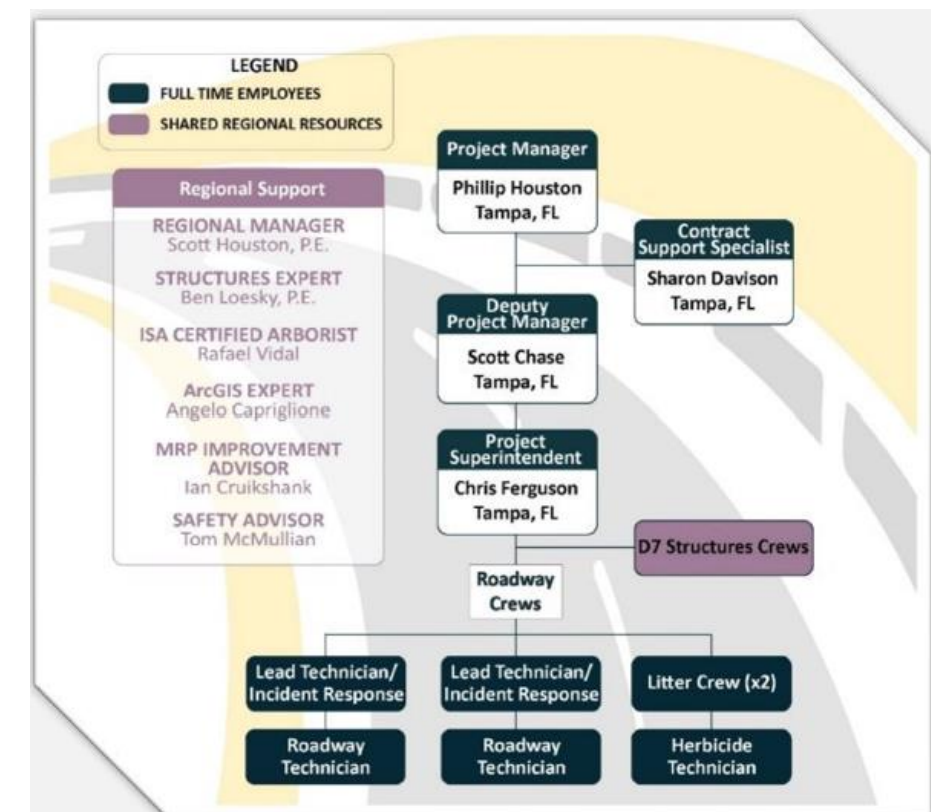 LEGEND
FULL TIME EMPLOYEES
SHARED REGIONAL RESOURCES
Regional Support
REGIONAL MANAGER
Scott Houston, P.E.
STRUCTURES EXPERT
Ben Loesky, P.E.
ISA CERTIFIED ARBORIST
Rafael Vidal
ArcGIS EXPERT
Angelo Capriglione
MRP IMPROVEMENT
ADVISOR
Ian Cruikshank
SAFETY ADVISOR
Tom McMullian
Project Manager
Phillip Houston
Tampa, FL
Contract
Support Specialist
Sharon Davison
Tampa, FL
Deputy
Project Manager
Scott Chase
Tampa, FL
Project
Superintendent
Chris Ferguson
Tampa, FL
D7 Structures Crews
Roadway
Crews
Lead Technician/
Incident Response
Lead Technician/
Incident Response
Litter Crew (x2)
Roadway
Technician
Roadway
Technician
Herbicide
Technician